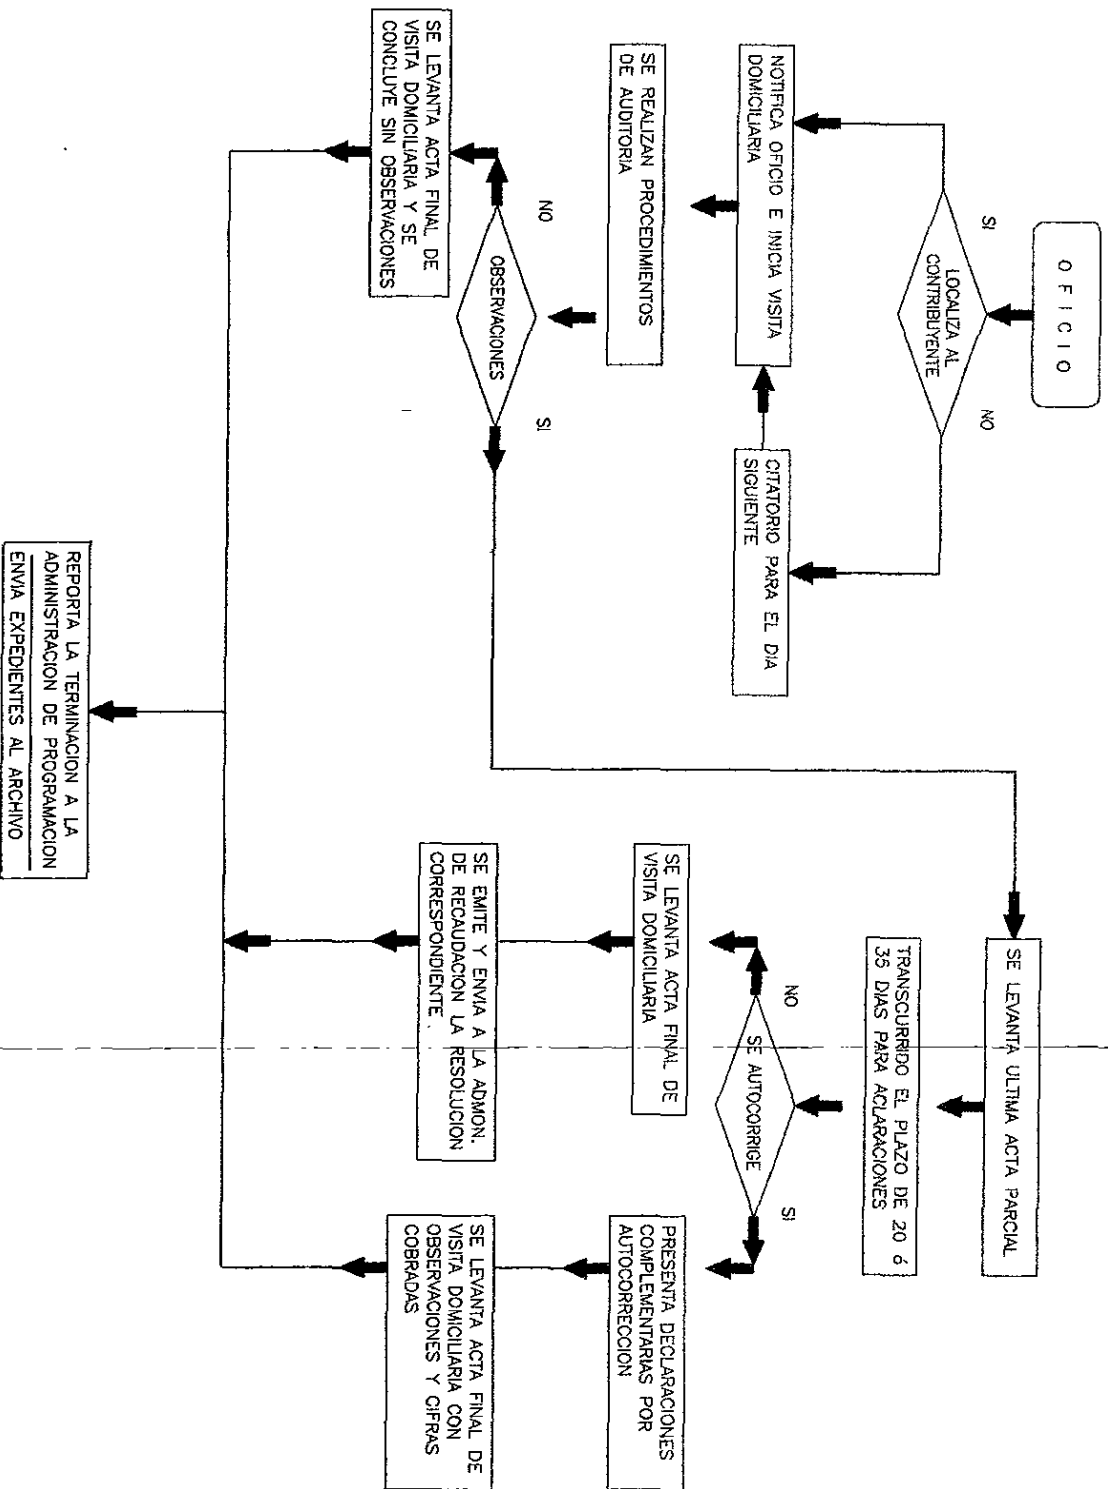 O F I C I O
LOCALIZA AL
CONTRIBUYENTE
SI
NO
NOTIFICA OFICIO E INICIA VISITA
DOMICILIARIA
CITATORIO PARA EL DIA
SIGUIENTE
SE REALIZAN PROCEDIMIENTOS
DE AUDITORIA
OBSERVACIONES
NO
SI
SE LEVANTA ACTA FINAL DE
VISITA DOMICILIARIA Y SE
CONCLUYE SIN OBSERVACIONES
SE LEVANTA ULTIMA ACTA PARCIAL
TRANSCURRIDO EL PLAZO DE 20 ó
35 DIAS PARA ACLARACIONES
SE AUTOCORRIGE
NO
SI
SE LEVANTA ACTA FINAL DE
VISITA DOMICILIARIA
SE EMITE Y ENVIA A LA ADMON.
DE RECAUDACION LA RESOLUCION
CORRESPONDIENTE .
PRESENTA DECLARACIONES
COMPLEMENTARIAS POR
AUTOCORRECCION
SE LEVANTA ACTA FINAL DE
VISITA DOMICILIARIA CON
OBSERVACIONES Y CIFRAS
COBRADAS
REPORTA LA TERMINACION A LA
ADMINISTRACION DE PROGRAMACION
ENVIA EXPEDIENTES AL ARCHIVO